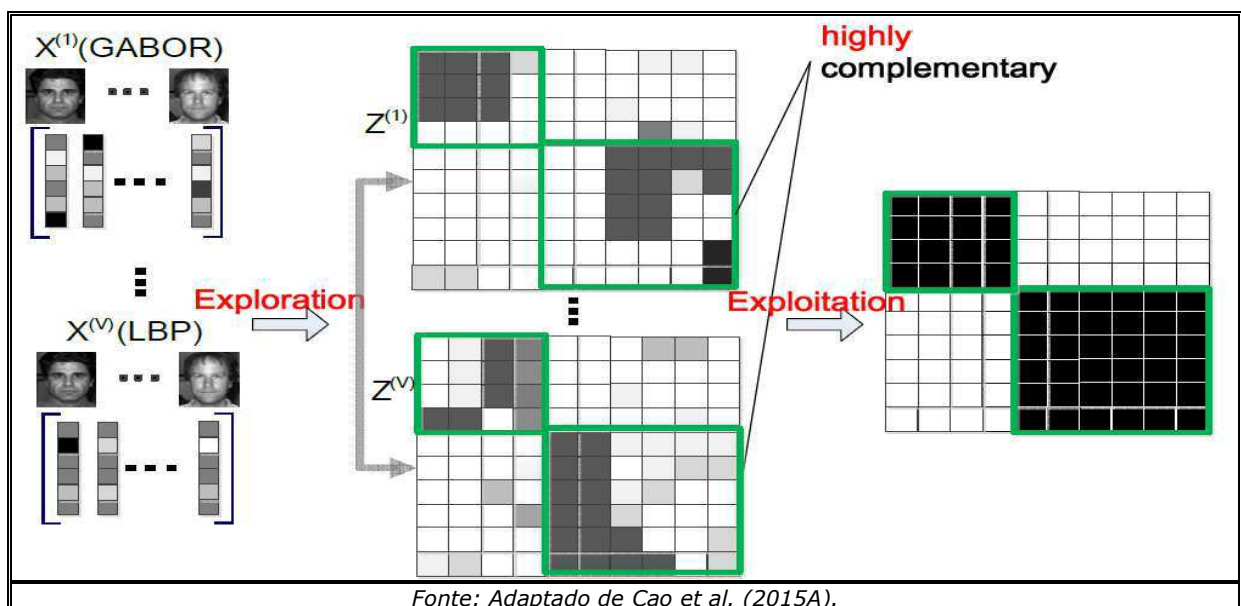 X(1)(GABOR)
highly
complementary
Z(1)
Exploration
Exploitation
X(V)(LBP)
Z(V)
Fonte: Adaptado de Cao et al. (2015A).